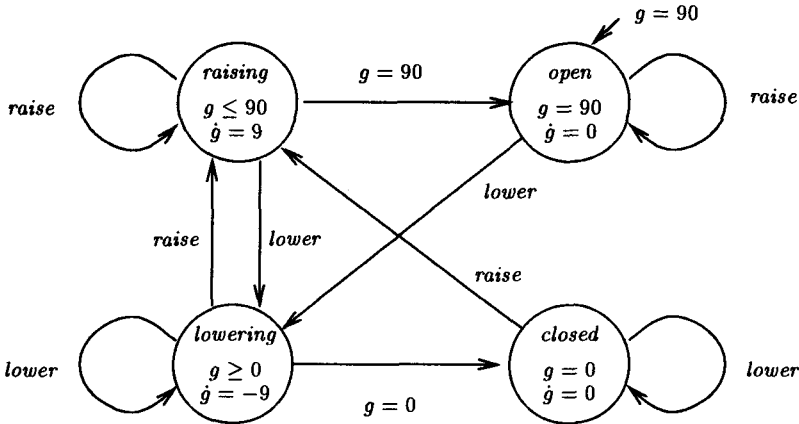 g = 90
raising
g ≤ 90
ġ = 9
raise
g = 90
open
g = 90
ġ = 0
raise
lower
raise
lower
raise
lowering
g ≥ 0
ġ = −9
lower
g = 0
closed
g = 0
ġ = 0
lower